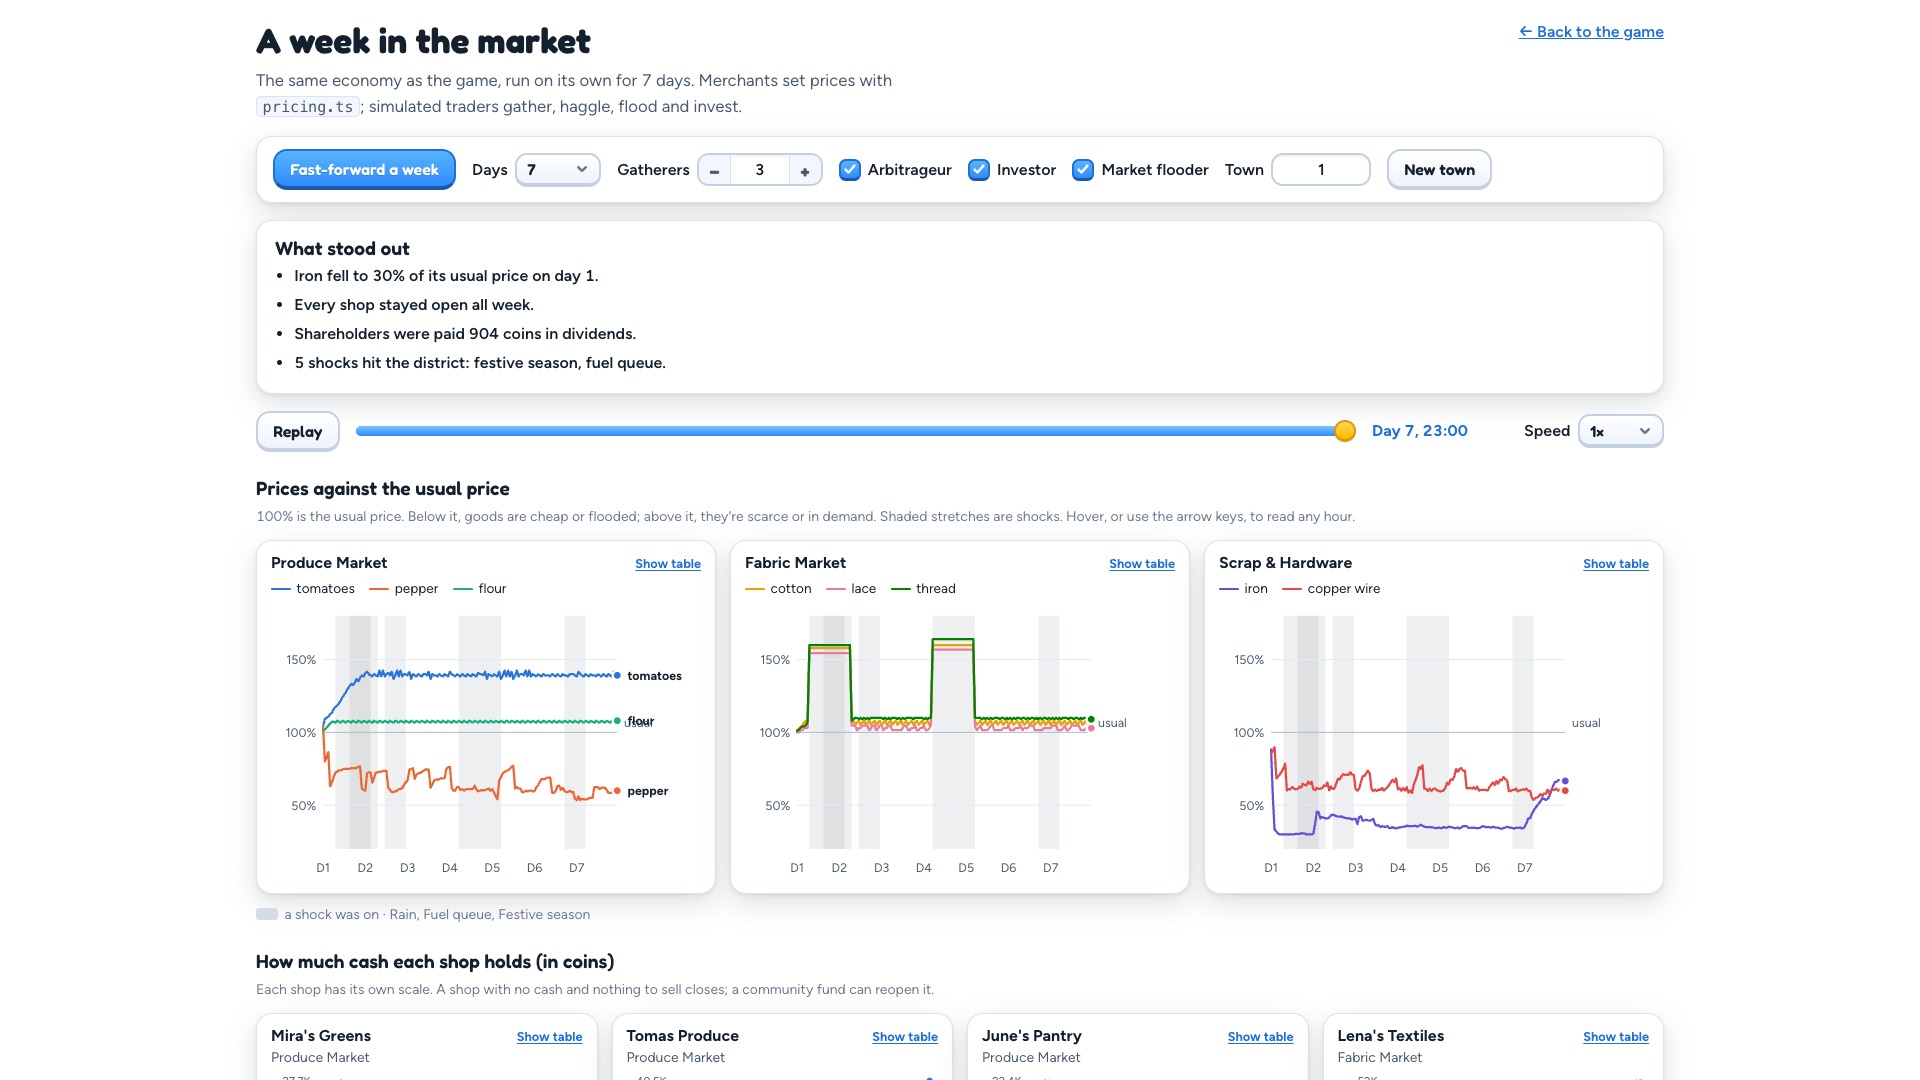 A week in the market
← Back to the game
The same economy as the game, run on its own for 7 days. Merchants set prices with
pricing.ts; simulated traders gather, haggle, flood and invest.
Fast-forward a week Days 7 Gatherers − 3 + Arbitrageur Investor Market flooder Town 1 New town
What stood out
• Iron fell to 30% of its usual price on day 1.
• Every shop stayed open all week.
• Shareholders were paid 904 coins in dividends.
• 5 shocks hit the district: festive season, fuel queue.
Replay Day 7, 23:00 Speed 1x
Prices against the usual price
100% is the usual price. Below it, goods are cheap or flooded; above it, they're scarce or in demand. Shaded stretches are shocks. Hover, or use the arrow keys, to read any hour.
Produce Market Show table
tomatoes pepper flour
150%
tomatoes
flour
usual
100%
pepper
50%
D1 D2 D3 D4 D5 D6 D7
Fabric Market Show table
cotton lace thread
150%
usual
100%
50%
D1 D2 D3 D4 D5 D6 D7
Scrap & Hardware Show table
iron copper wire
150%
usual
100%
50%
D1 D2 D3 D4 D5 D6 D7
a shock was on · Rain, Fuel queue, Festive season
How much cash each shop holds (in coins)
Each shop has its own scale. A shop with no cash and nothing to sell closes; a community fund can reopen it.
Mira's Greens Show table
Produce Market
Tomas Produce Show table
Produce Market
June's Pantry Show table
Produce Market
Lena's Textiles Show table
Fabric Market